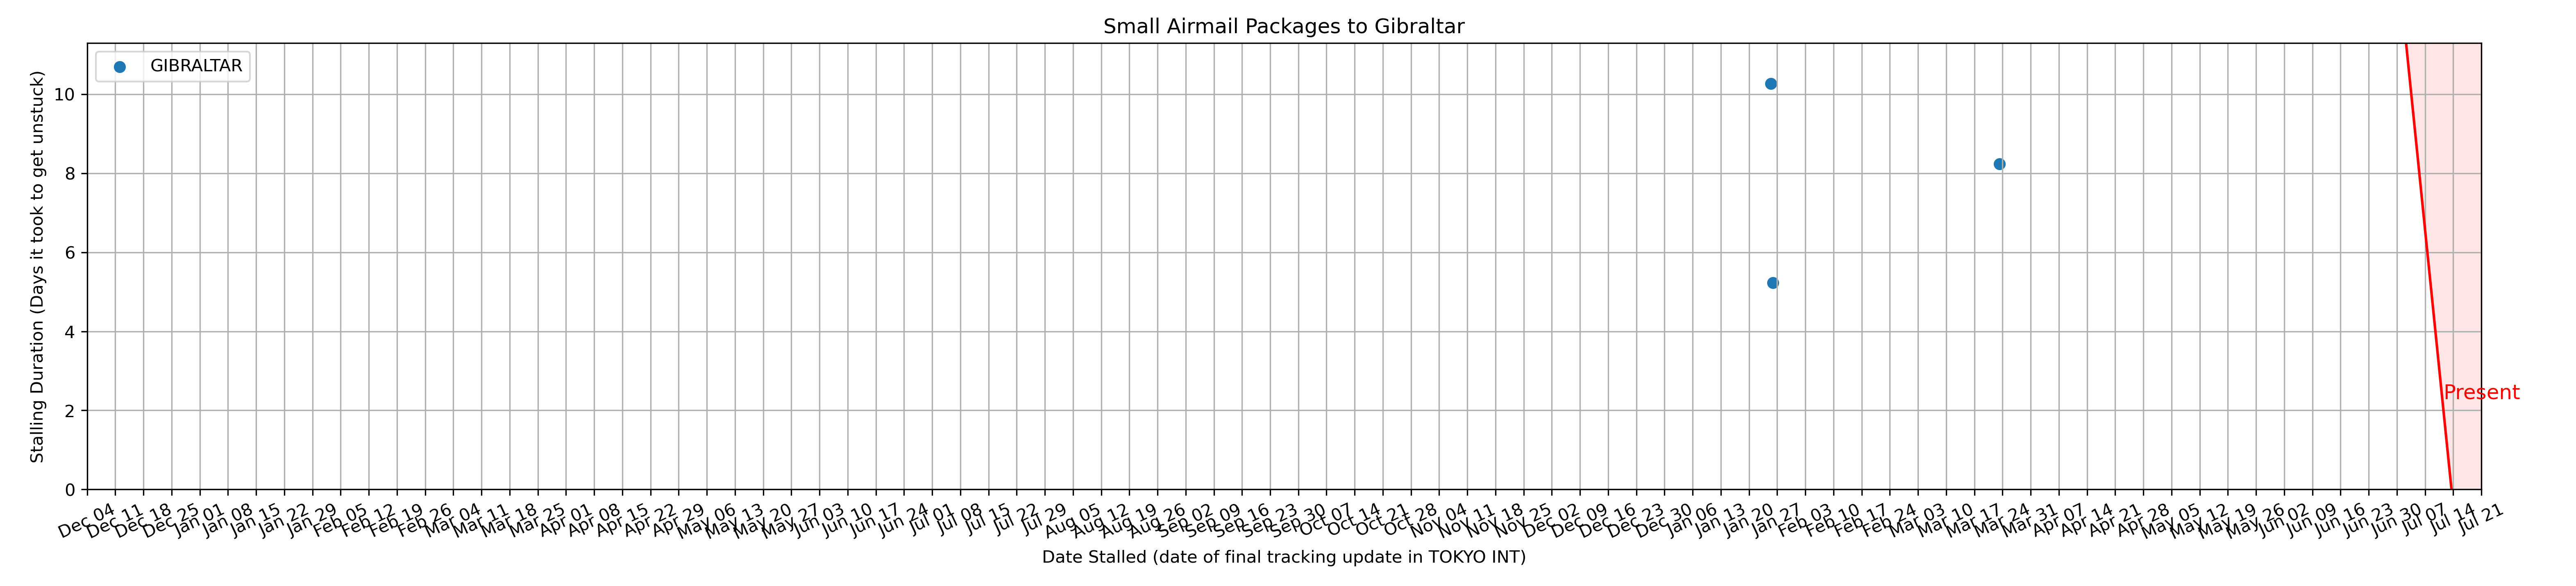 Small Airmail Packages to Gibraltar
GIBRALTAR
Stalling Duration (Days it took to get unstuck)
10
8
6
4
2
0
Present
Dec 04
Dec 11
Dec 18
Dec 25
Jan 01
Jan 08
Jan 15
Jan 22
Jan 29
Feb 05
Feb 12
Feb 19
Feb 26
Mar 04
Mar 11
Mar 18
Mar 25
Apr 01
Apr 08
Apr 15
Apr 22
Apr 29
May 06
May 13
May 20
May 27
Jun 03
Jun 10
Jun 17
Jun 24
Jul 01
Jul 08
Jul 15
Jul 22
Jul 29
Aug 05
Aug 12
Aug 19
Aug 26
Sep 02
Sep 09
Sep 16
Sep 23
Sep 30
Oct 07
Oct 14
Oct 21
Oct 28
Nov 04
Nov 11
Nov 18
Nov 25
Dec 02
Dec 09
Dec 16
Dec 23
Dec 30
Jan 06
Jan 13
Jan 20
Jan 27
Feb 03
Feb 10
Feb 17
Feb 24
Mar 03
Mar 10
Mar 17
Mar 24
Mar 31
Apr 07
Apr 14
Apr 21
Apr 28
May 05
May 12
May 19
May 26
Jun 02
Jun 09
Jun 16
Jun 23
Jun 30
Jul 07
Jul 14
Jul 21
Date Stalled (date of final tracking update in TOKYO INT)